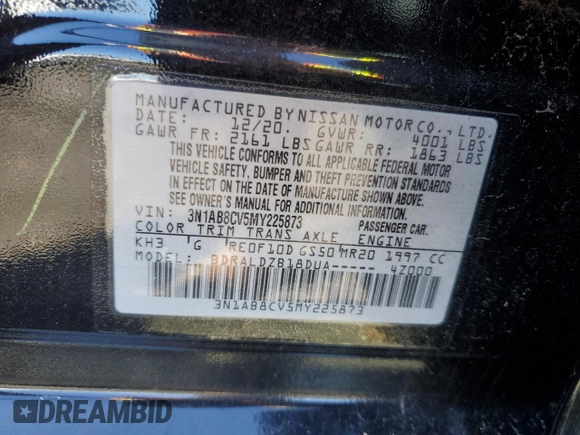 MANUFACTURED BY NISSAN MOTOR CO., LTD.
DATE: 12/20. GVWR: 4001 LBS
GAWR FR: 2161 LBS GAWR RR: 1863 LBS
THIS VEHICLE CONFORMS TO ALL APPLICABLE FEDERAL MOTOR
VEHICLE SAFETY, BUMPER AND THEFT PREVENTION STANDARDS
IN EFFECT ON THE DATE OF MANUFACTURE SHOWN ABOVE.
SEE OWNER'S MANUAL FOR ADDITIONAL INFORMATION.
VIN: 3N1AB8CV5MY225873 PASSENGER CAR.
COLOR TRIM TRANS AXLE ENGINE
KH3 G RE0F10D GS50 MR20 1997 CC
MODEL: BDRALDZB18DUA----- 4Z000
3N1AB8CV5MY225873
DREAMBID